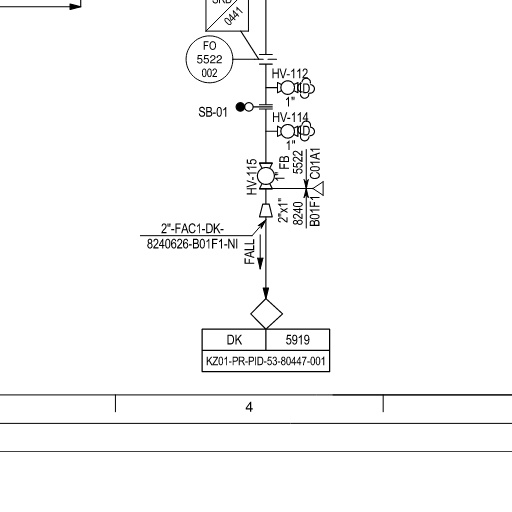 0441
FO
5522
002
HV-112
1"
SB-01
HV-114
1"
HV-115
1"
FB
5522
C01A1
2"x1"
8240
B01F1
2"-FAC1-DK-
8240626-B01F1-NI
FALL
DK
5919
KZ01-PR-PID-53-80447-001
4